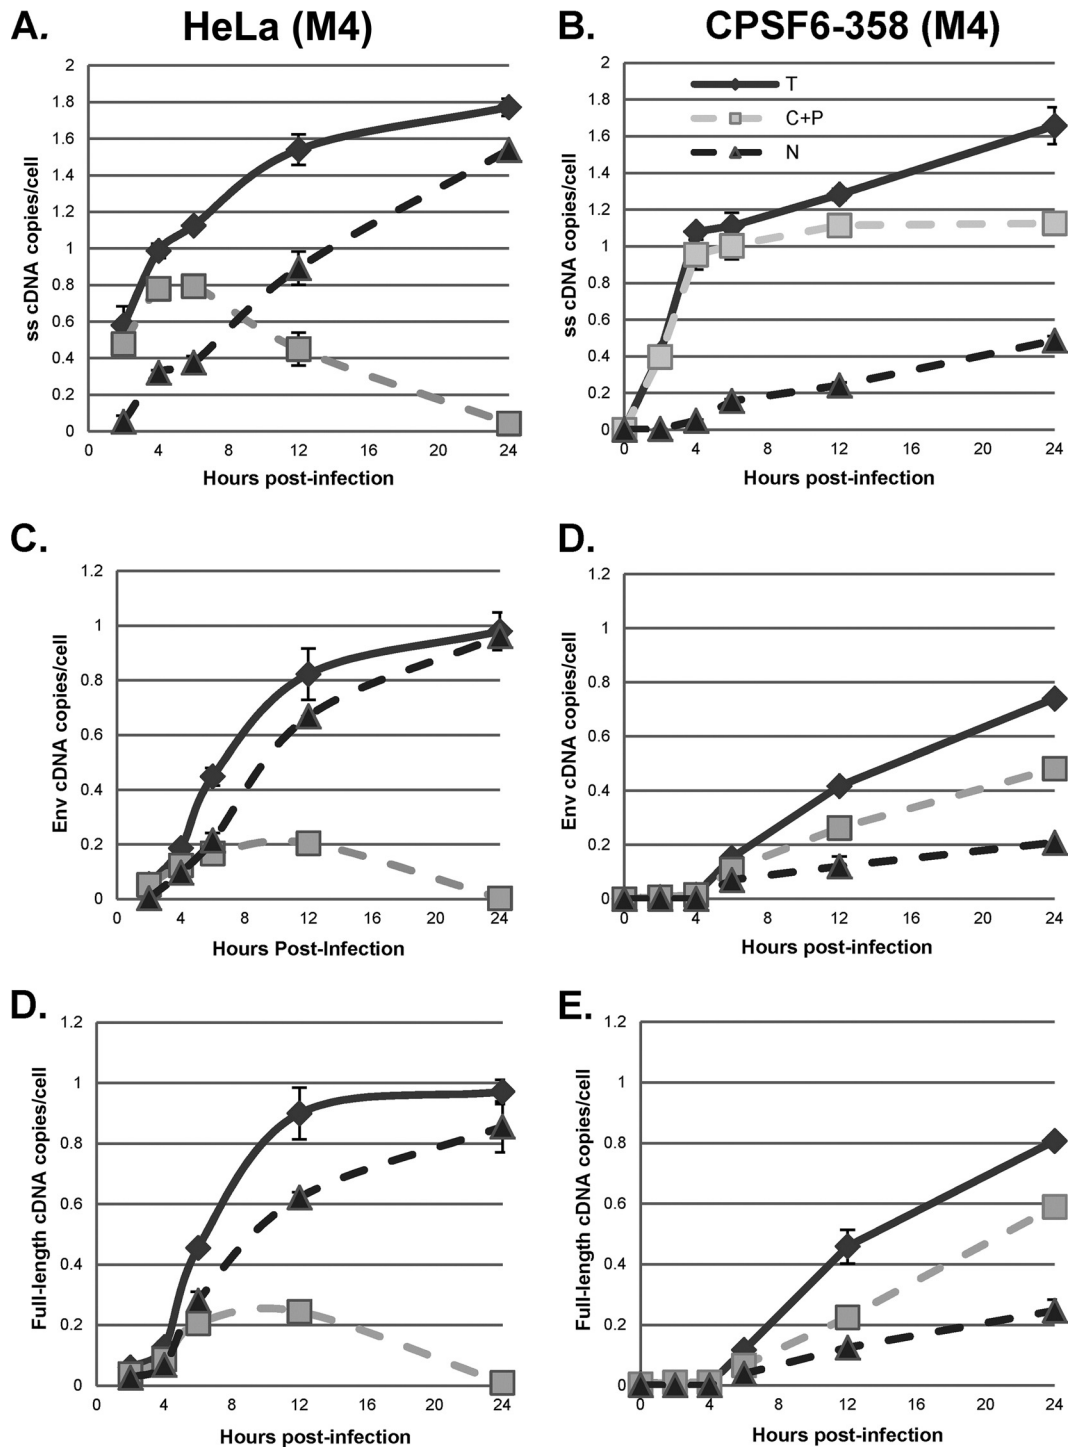 A. HeLa (M4)
B. CPSF6-358 (M4)
ss cDNA copies/cell
2
1.8
1.6
1.4
1.2
1
0.8
0.6
0.4
0.2
0
0 4 8 12 16 20 24
Hours post-infection
ss cDNA copies/cell
2
1.8
1.6
1.4
1.2
1
0.8
0.6
0.4
0.2
0
T
C+P
N
0 4 8 12 16 20 24
Hours post-infection
C.
Env cDNA copies/cell
1.2
1
0.8
0.6
0.4
0.2
0
0 4 8 12 16 20 24
Hours Post-Infection
D.
Env cDNA copies/cell
1.2
1
0.8
0.6
0.4
0.2
0
0 4 8 12 16 20 24
Hours post-infection
D.
Full-length cDNA copies/cell
1.2
1
0.8
0.6
0.4
0.2
0
0 4 8 12 16 20 24
Hours post-infection
E.
Full-length cDNA copies/cell
1.2
1
0.8
0.6
0.4
0.2
0
0 4 8 12 16 20 24
Hours post-infection